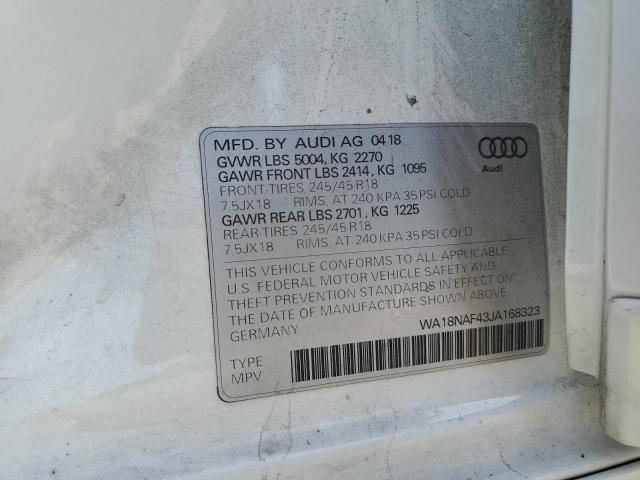 MFD. BY AUDI AG 04 18
GVWR LBS 5004, KG 2270
GAWR FRONT LBS 2414, KG 1095
FRONT-TIRES 245/45 R18
7.5JX18 RIMS. AT 240 KPA 35 PSI COLD
GAWR REAR LBS 2701, KG 1225
REAR-TIRES 245/45 R18
7.5JX18 RIMS. AT 240 KPA 35 PSI COLD
Audi
THIS VEHICLE CONFORMS TO ALL APPLICABLE
U.S. FEDERAL MOTOR VEHICLE SAFETY AND
THEFT PREVENTION STANDARDS IN EFFECT ON
THE DATE OF MANUFACTURE SHOWN ABOVE.
GERMANY
WA18NAF43JA168323
TYPE
MPV